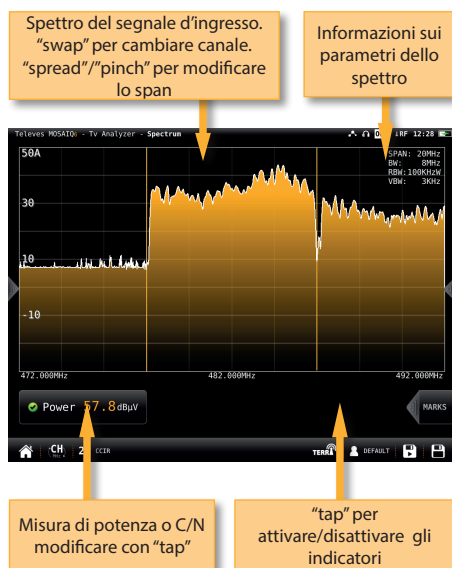 Spettro del segnale d’ingresso.
“swap” per cambiare canale.
“spread”/”pinch” per modificare
lo span
Informazioni sui
parametri dello
spettro
Televes MOSAIQ6 - Tv Analyzer - Spectrum
RF 12:28
50A
SPAN: 20MHz
BW: 8MHz
RBW:100KHzW
VBW: 3KHz
30
10
-10
472.000MHz
482.000MHz
492.000MHz
Power 57.8dBµV
MARKS
CH
CCIR
TERR
DEFAULT
Misura di potenza o C/N
modificare con “tap”
“tap” per
attivare/disattivare gli
indicatori